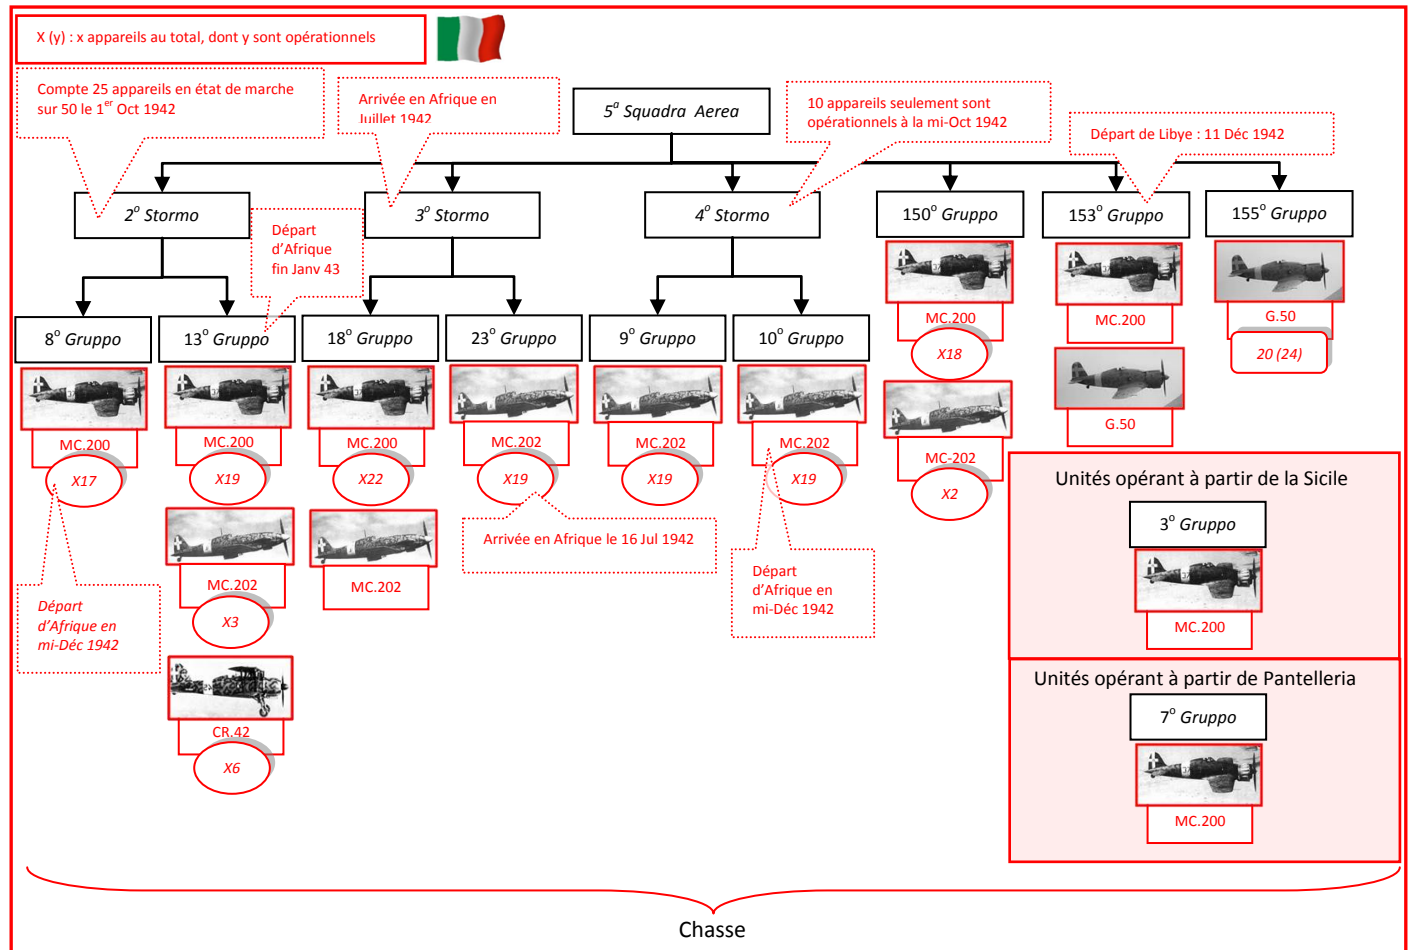 X (y) : x appareils au total, dont y sont opérationnels
Compte 25 appareils en état de marche
sur 50 le 1er Oct 1942
Arrivée en Afrique en
Juillet 1942
5a Squadra Aerea
10 appareils seulement sont
opérationnels à la mi-Oct 1942
Départ de Libye : 11 Déc 1942
2o Stormo
3o Stormo
4o Stormo
150o Gruppo
153o Gruppo
155o Gruppo
Départ
d'Afrique
fin Janv 43
MC.200
X18
MC-202
X2
MC.200
G.50
G.50
20 (24)
8o Gruppo
13o Gruppo
18o Gruppo
23o Gruppo
9o Gruppo
10o Gruppo
MC.200
X17
MC.200
X19
MC.200
X22
MC.202
X19
MC.202
X19
MC.202
X19
Départ
d'Afrique en
mi-Déc 1942
MC.202
X3
CR.42
X6
MC.202
Arrivée en Afrique le 16 Jul 1942
Départ
d'Afrique en
mi-Déc 1942
Unités opérant à partir de la Sicile
3o Gruppo
MC.200
Unités opérant à partir de Pantelleria
7o Gruppo
MC.200
Chasse